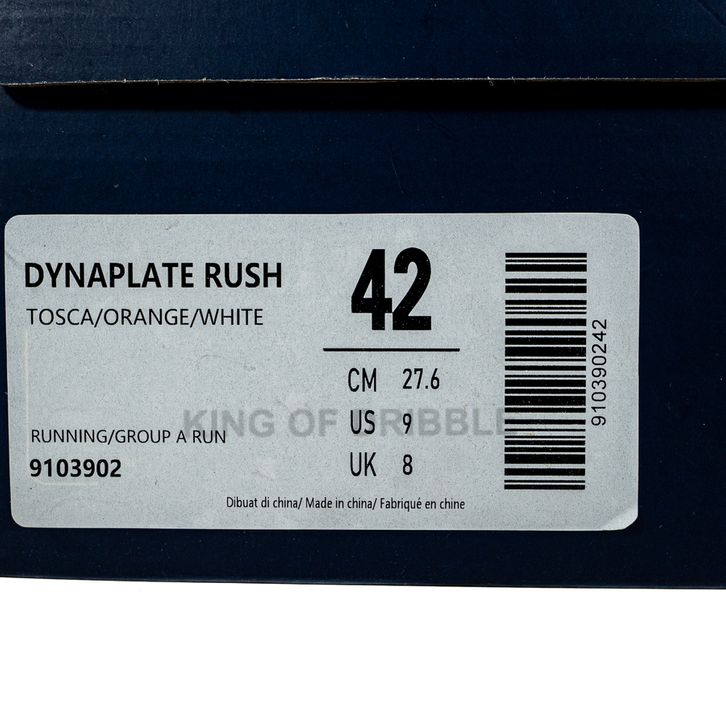 DYNAPLATE RUSH
TOSCA/ORANGE/WHITE
RUNNING/GROUP A RUN
9103902
42
CM 27.6
US 9
UK 8
Dibuat di china/ Made in china/ Fabriqué en chine
910390242
KING OF DRIBBLE